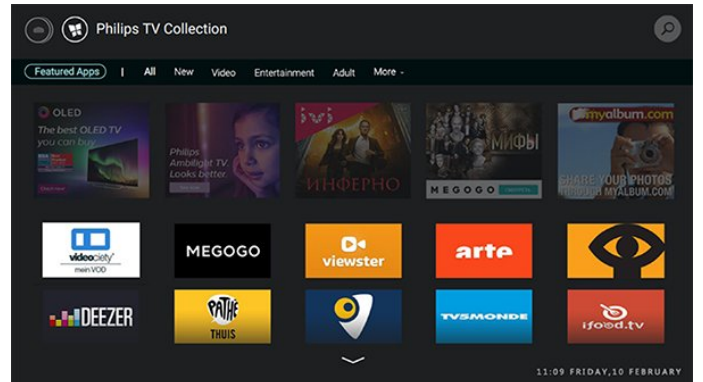 Philips TV Collection
Featured Apps | All New Video Entertainment Adult More
OLED
The best OLED TV
you can buy
Philips
Ambilight TV.
Looks better.
ivi
ИНФЕРНО
МИФЫ
MEGOGO
myalbum.com
SHARE YOUR PHOTOS
THROUGH MYALBUM.COM
videociety
mein VOD
MEGOGO
viewster
arte
DEEZER
PATHÉ
THUIS
TV5MONDE
ifood.tv
11:09 FRIDAY,10 FEBRUARY